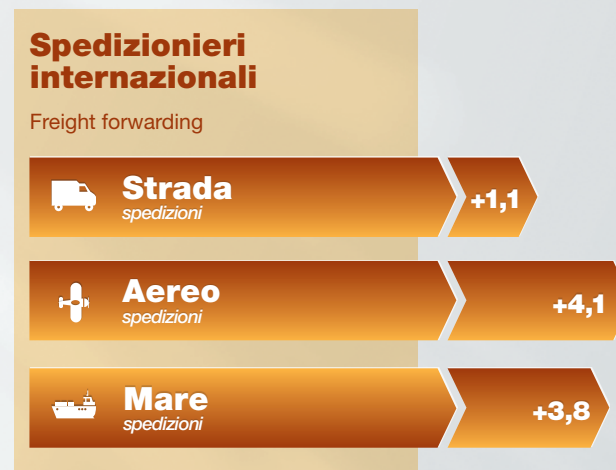 Spedizionieri
internazionali
Freight forwarding
Strada
spedizioni
+1,1
Aereo
spedizioni
+4,1
Mare
spedizioni
+3,8